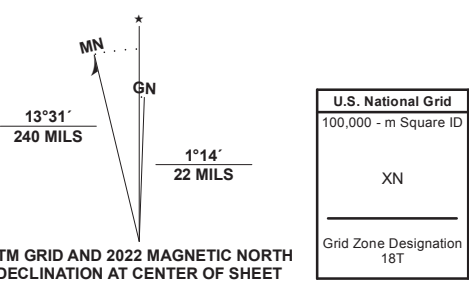 ★
MN
GN
13°31´
240 MILS
1°14´
22 MILS
TM GRID AND 2022 MAGNETIC NORTH
DECLINATION AT CENTER OF SHEET
U.S. National Grid
100,000 - m Square ID
XN
Grid Zone Designation
18T